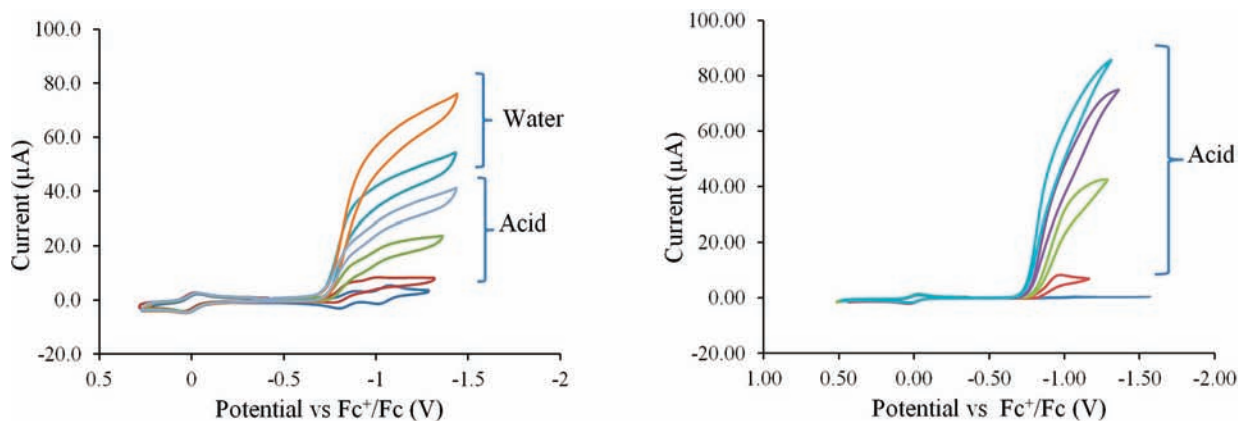 100.0
80.0
60.0
40.0
20.0
0.0
-20.0
Current (µA)
0.5 0 -0.5 -1 -1.5 -2
Potential vs Fc⁺/Fc (V)
Water
Acid
100.00
80.00
60.00
40.00
20.00
0.00
-20.00
Current (µA)
1.00 0.50 0.00 -0.50 -1.00 -1.50 -2.00
Potential vs Fc⁺/Fc (V)
Acid